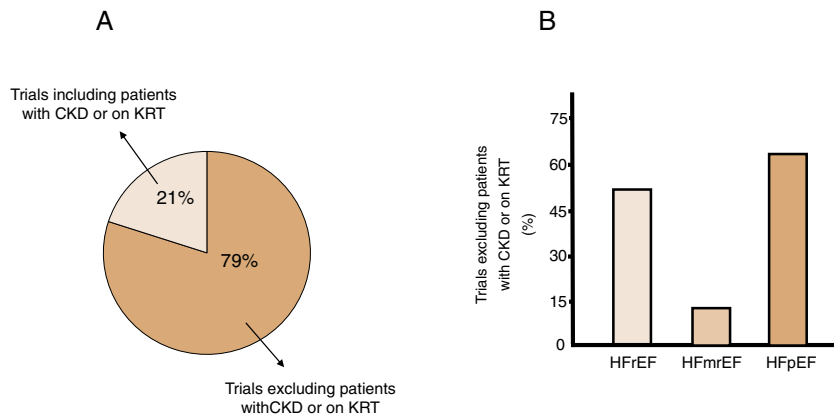 A
Trials including patients
with CKD or on KRT
21%
79%
Trials excluding patients
withCKD or on KRT
B
Trials excluding patients
with CKD or on KRT
(%)
75
60
45
30
15
0
HFrEF
HFmrEF
HFpEF